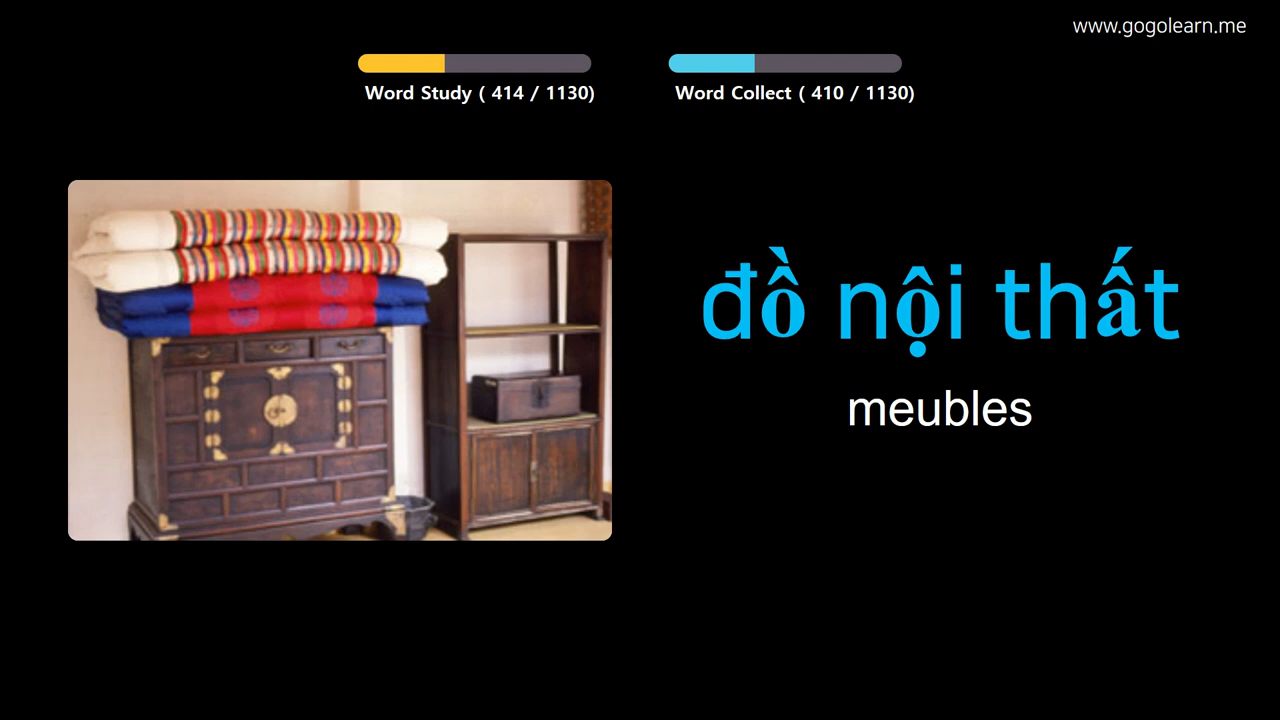 www.gogolearn.me
Word Study ( 414 / 1130)
Word Collect ( 410 / 1130)
đồ nội thất
meubles